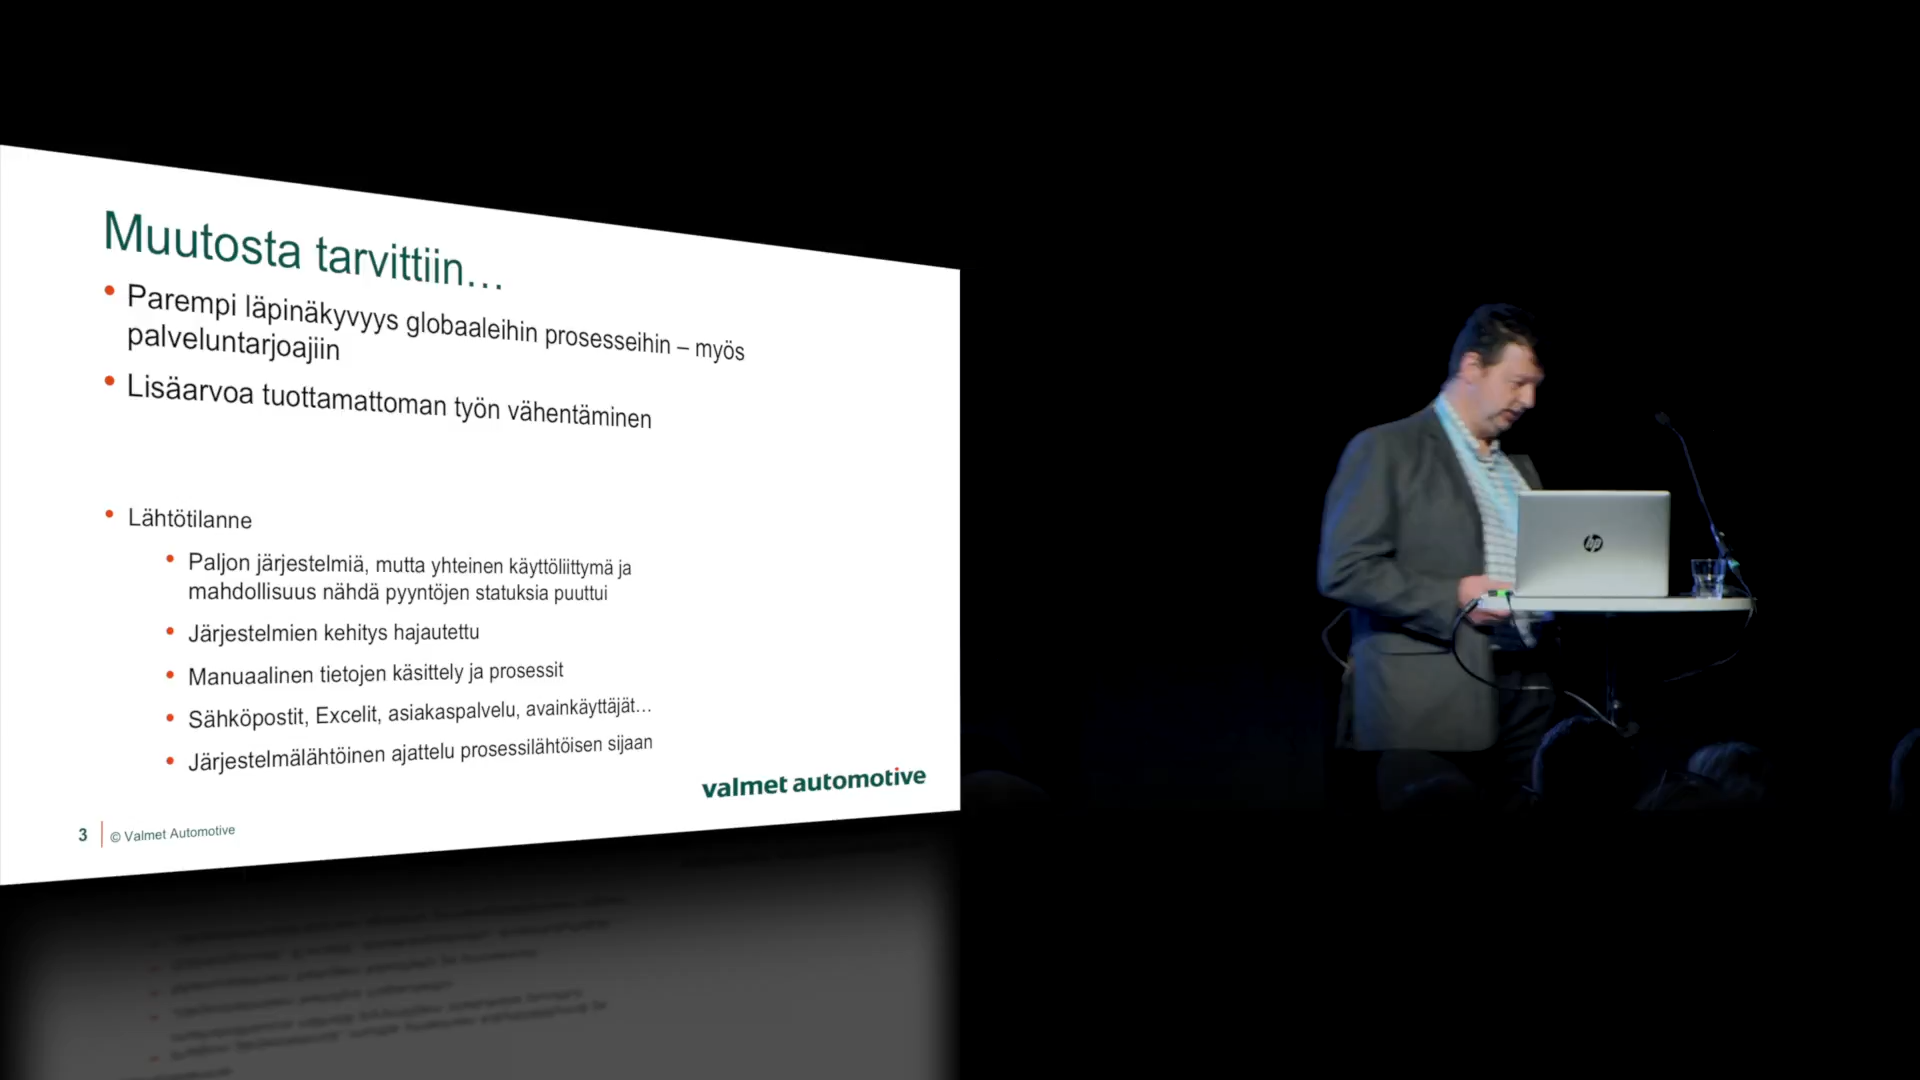 Muutosta tarvittiin…
Parempi läpinäkyvyys globaaleihin prosesseihin – myös
palveluntarjoajiin
Lisäarvoa tuottamattoman työn vähentäminen
Lähtötilanne
Paljon järjestelmiä, mutta yhteinen käyttöliittymä ja
mahdollisuus nähdä pyyntöjen statuksia puuttui
Järjestelmien kehitys hajautettu
Manuaalinen tietojen käsittely ja prosessit
Sähköpostit, Excelit, asiakaspalvelu, avainkäyttäjät…
Järjestelmälähtöinen ajattelu prosessilähtöisen sijaan
valmet automotive
3 © Valmet Automotive
hp